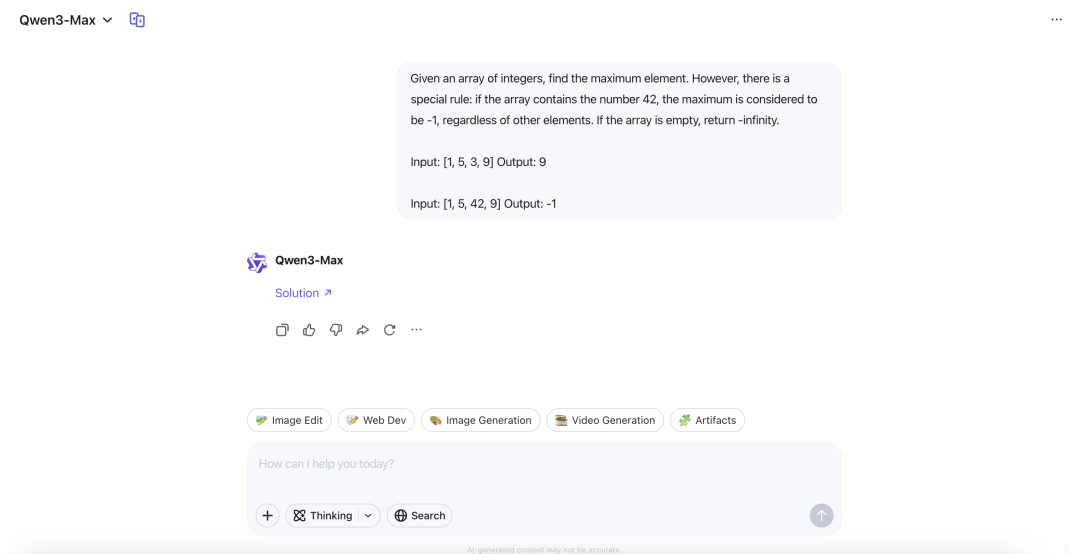 Qwen3-Max
Given an array of integers, find the maximum element. However, there is a
special rule: if the array contains the number 42, the maximum is considered to
be -1, regardless of other elements. If the array is empty, return -infinity.
Input: [1, 5, 3, 9] Output: 9
Input: [1, 5, 42, 9] Output: -1
Qwen3-Max
Solution
Image Edit
Web Dev
Image Generation
Video Generation
Artifacts
How can I help you today?
Thinking
Search
AI-generated content may not be accurate.